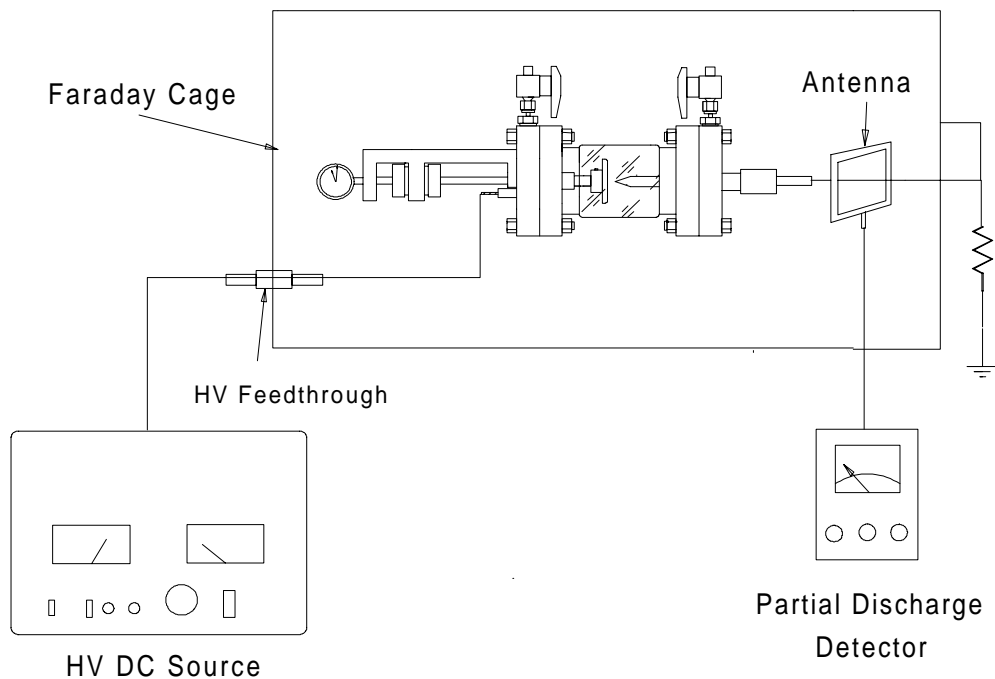 Faraday Cage
Antenna
HV Feedthrough
Partial Discharge
Detector
HV DC Source